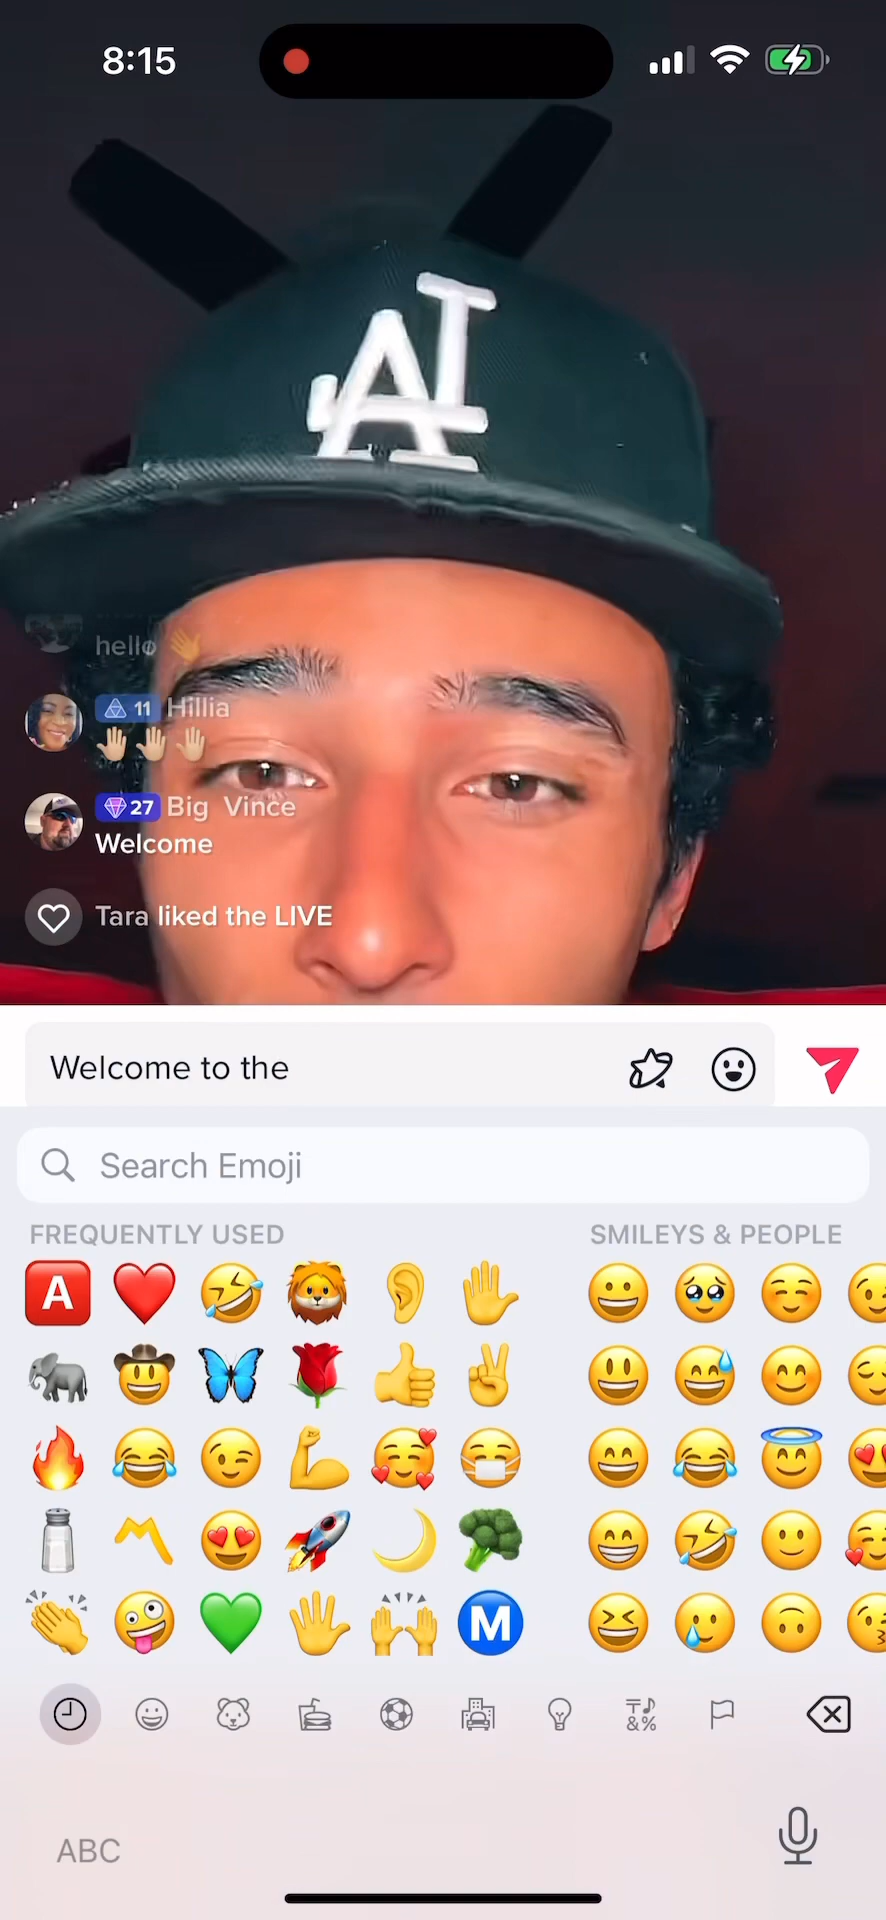 8:15
LA
hello 👋
11 Hillia
✋🏼✋🏼✋🏼
27 Big Vince
Welcome
Tara liked the LIVE
Welcome to the
Search Emoji
FREQUENTLY USED
SMILEYS & PEOPLE
A
M
&%
ABC